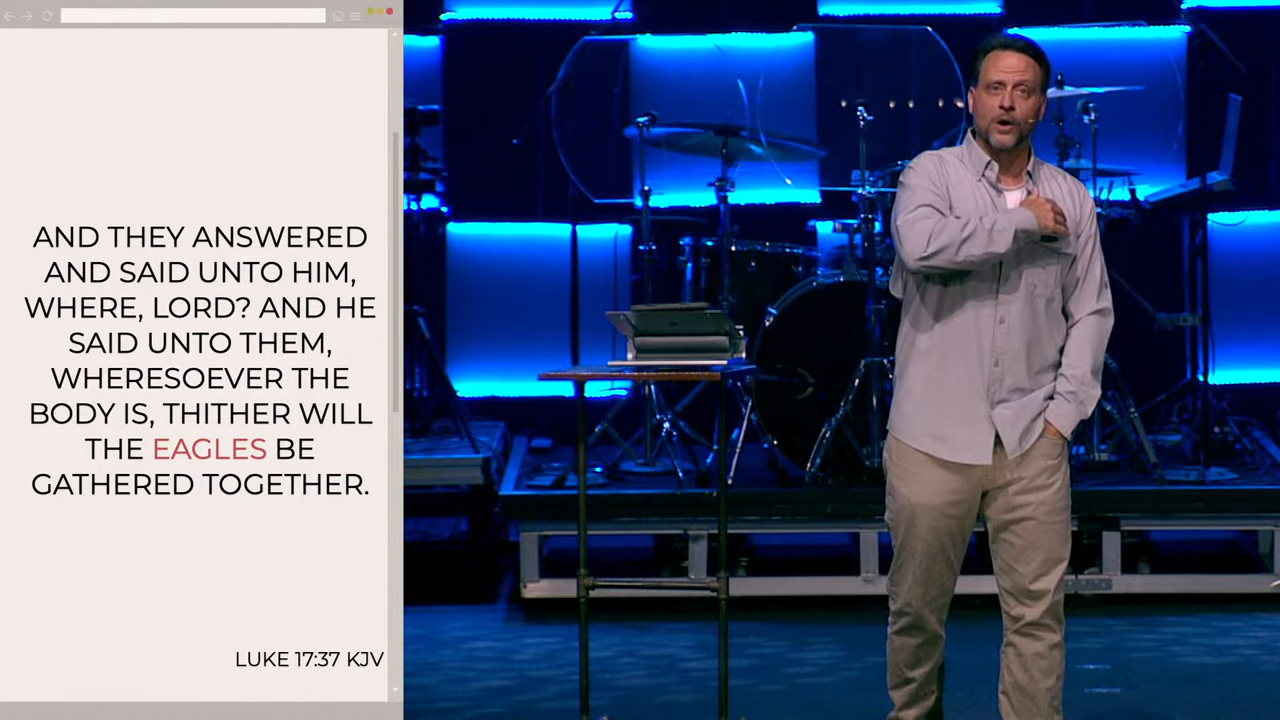 AND THEY ANSWERED
AND SAID UNTO HIM,
WHERE, LORD? AND HE
SAID UNTO THEM,
WHERESOEVER THE
BODY IS, THITHER WILL
THE EAGLES BE
GATHERED TOGETHER.
LUKE 17:37 KJV